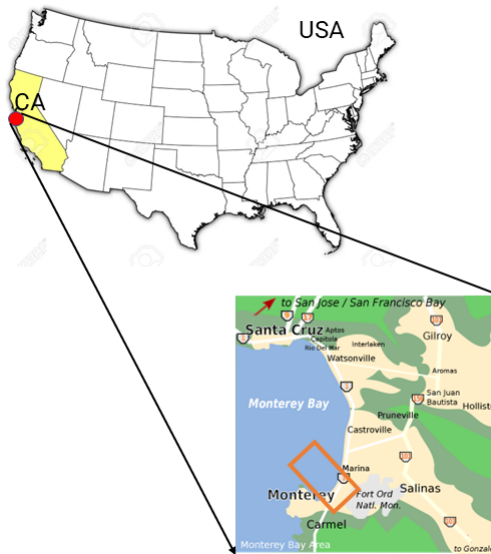 USA
CA
to San Jose / San Francisco Bay
Santa Cruz
Aptos
Capitola
Rio Del Mar
Interlaken
Gilroy
Watsonville
Aromas
Monterey Bay
San Juan
Bautista
Hollist
Pruneville
Castroville
Marina
Monterey
Fort Ord
Natl. Mon.
Salinas
Carmel
Monterey Bay Area
to Gonzal